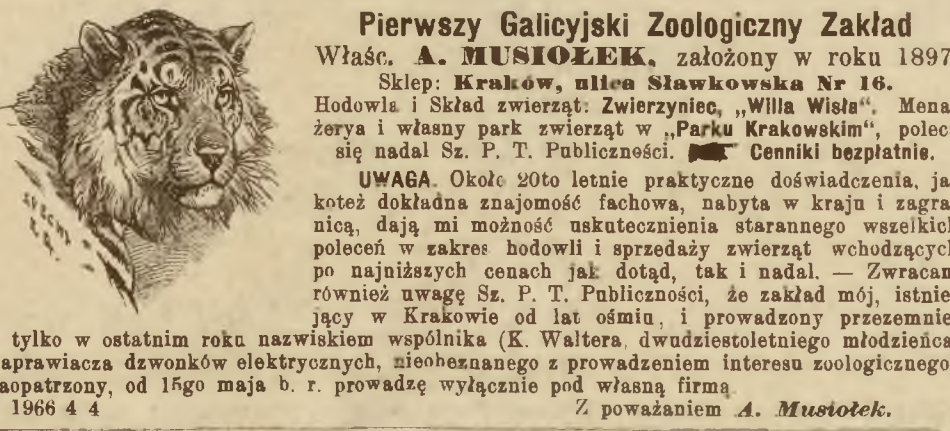 Pierwszy Galicyjski Zoologiczny Zakład
Właśc. A. MUSIOŁEK, założony w roku 1897
Sklep: Kraków, ulica Sławkowska Nr 16.
Hodowla i Skład zwierząt: Zwierzyniec, „Willa Wisła“. Mena
żerya i własny park zwierząt w „Parku Krakowskim“, polec
się nadal Sz. P. T. Publiczności. Cenniki bezpłatnie.
UWAGA. Około 20to letnie praktyczne doświadczenia, ja
koteż dokładna znajomość fachowa, nabyta w kraju i zagra
nicą, dają mi możność uskutecznienia starannego wszelkich
poleceń w zakres hodowli i sprzedaży zwierząt wchodzących
po najniższych cenach jak dotąd, tak i nadal. — Zwracam
również uwagę Sz. P. T. Publiczności, że zakład mój, istnie
jący w Krakowie od lat ośmiu, i prowadzony przezemnie
tylko w ostatnim roku nazwiskiem wspólnika (K. Waltera, dwudziestoletniego młodzieńca
aprawiacza dzwonków elektrycznych, nieobeznanego z prowadzeniem interesu zoologicznego
aopatrzony, od 15go maja b. r. prowadzę wyłącznie pod własną firmą
1966 4 4 Z poważaniem A. Musiołek.